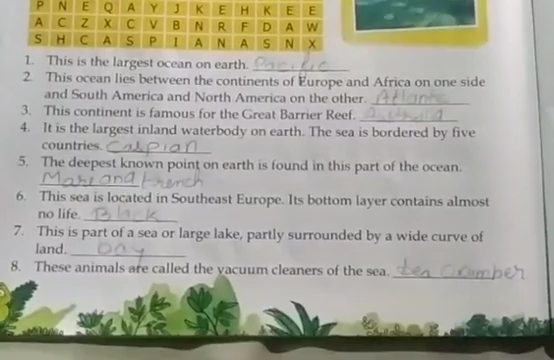 P N E Q A Y J K E H K E E
A C Z X C V B N R F D A W
S H C A S P I A N A S N X
1. This is the largest ocean on earth. Pacific
2. This ocean lies between the continents of Europe and Africa on one side
and South America and North America on the other. Atlantic
3. This continent is famous for the Great Barrier Reef. Australia
4. It is the largest inland waterbody on earth. The sea is bordered by five
countries. Caspian
5. The deepest known point on earth is found in this part of the ocean.
Mareand trench
6. This sea is located in Southeast Europe. Its bottom layer contains almost
no life. Black
7. This is part of a sea or large lake, partly surrounded by a wide curve of
land. bay
8. These animals are called the vacuum cleaners of the sea.